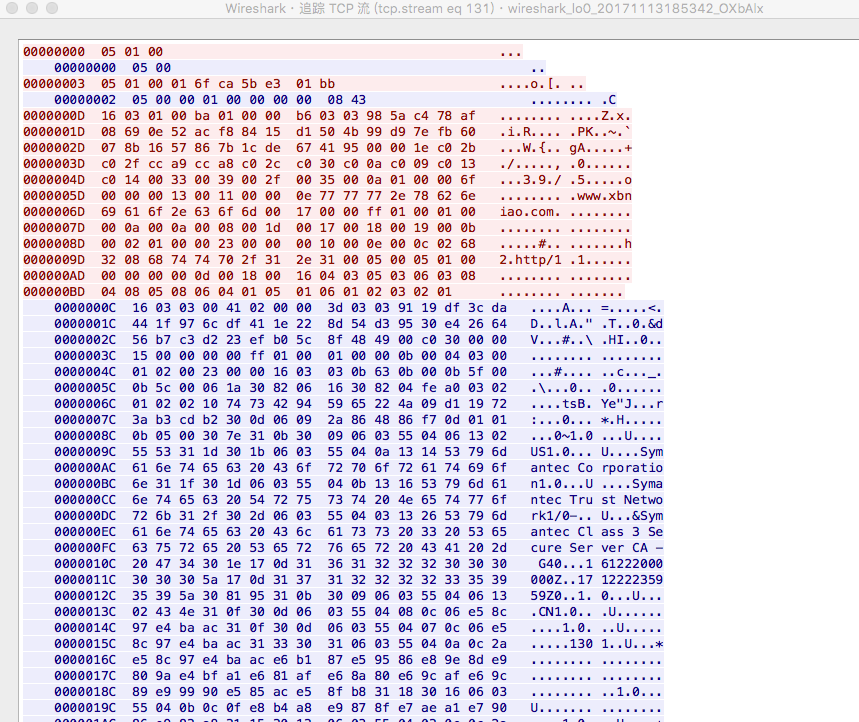 Wireshark · 追踪 TCP 流 (tcp.stream eq 131) · wireshark_lo0_20171113185342_OXbAlx
00000000 05 01 00 ...
00000000 05 00 ..
00000003 05 01 00 01 6f ca 5b e3 01 bb ....o.[. ..
00000002 05 00 00 01 00 00 00 00 08 43 ........ .C
0000000D 16 03 01 00 ba 01 00 00 b6 03 03 98 5a c4 78 af ........ ....Z.x.
0000001D 08 69 0e 52 ac f8 84 15 d1 50 4b 99 d9 7e fb 60 .i.R.... .PK..~.`
0000002D 07 8b 16 57 86 7b 1c de 67 41 95 00 00 1e c0 2b ...W.{.. gA.....+
0000003D c0 2f cc a9 cc a8 c0 2c c0 30 c0 0a c0 09 c0 13 ./....., .0......
0000004D c0 14 00 33 00 39 00 2f 00 35 00 0a 01 00 00 6f ...3.9./ .5.....o
0000005D 00 00 00 13 00 11 00 00 0e 77 77 77 2e 78 62 6e ........ .www.xbn
0000006D 69 61 6f 2e 63 6f 6d 00 17 00 00 ff 01 00 01 00 iao.com. ........
0000007D 00 0a 00 0a 00 08 00 1d 00 17 00 18 00 19 00 0b ........ ........
0000008D 00 02 01 00 00 23 00 00 00 10 00 0e 00 0c 02 68 .....#.. .......h
0000009D 32 08 68 74 74 70 2f 31 2e 31 00 05 00 05 01 00 2.http/1 .1......
000000AD 00 00 00 00 0d 00 18 00 16 04 03 05 03 06 03 08 ........ ........
000000BD 04 08 05 08 06 04 01 05 01 06 01 02 03 02 01 ........ .......
0000000C 16 03 03 00 41 02 00 00 3d 03 03 91 19 df 3c da ....A... =.....<.
0000001C 44 1f 97 6c df 41 1e 22 8d 54 d3 95 30 e4 26 64 D..l.A." .T..0.&d
0000002C 56 b7 c3 d2 23 ef b0 5c 8f 48 49 00 c0 30 00 00 V...#..\ .HI..0..
0000003C 15 00 00 00 00 ff 01 00 01 00 00 0b 00 04 03 00 ........ ........
0000004C 01 02 00 23 00 00 16 03 03 0b 63 0b 00 0b 5f 00 ...#.... ..c..._.
0000005C 0b 5c 00 06 1a 30 82 06 16 30 82 04 fe a0 03 02 .\...0.. .0......
0000006C 01 02 02 10 74 73 42 94 59 65 22 4a 09 d1 19 72 ....tsB. Ye"J...r
0000007C 3a b3 cd b2 30 0d 06 09 2a 86 48 86 f7 0d 01 01 :...0... *.H.....
0000008C 0b 05 00 30 7e 31 0b 30 09 06 03 55 04 06 13 02 ...0~1.0 ...U....
0000009C 55 53 31 1d 30 1b 06 03 55 04 0a 13 14 53 79 6d US1.0... U....Sym
000000AC 61 6e 74 65 63 20 43 6f 72 70 6f 72 61 74 69 6f antec Co rporatio
000000BC 6e 31 1f 30 1d 06 03 55 04 0b 13 16 53 79 6d 61 n1.0...U ....Syma
000000CC 6e 74 65 63 20 54 72 75 73 74 20 4e 65 74 77 6f ntec Tru st Netwo
000000DC 72 6b 31 2f 30 2d 06 03 55 04 03 13 26 53 79 6d rk1/0-.. U...&Sym
000000EC 61 6e 74 65 63 20 43 6c 61 73 73 20 33 20 53 65 antec Cl ass 3 Se
000000FC 63 75 72 65 20 53 65 72 76 65 72 20 43 41 20 2d cure Ser ver CA -
0000010C 20 47 34 30 1e 17 0d 31 36 31 32 32 32 30 30 30 G40...1 61222000
0000011C 30 30 30 5a 17 0d 31 37 31 32 32 32 32 33 35 39 000Z..17 12222359
0000012C 35 39 5a 30 81 95 31 0b 30 09 06 03 55 04 06 13 59Z0..1. 0...U...
0000013C 02 43 4e 31 0f 30 0d 06 03 55 04 08 0c 06 e5 8c .CN1.0.. .U......
0000014C 97 e4 ba ac 31 0f 30 0d 06 03 55 04 07 0c 06 e5 ....1.0. ..U.....
0000015C 8c 97 e4 ba ac 31 33 30 31 06 03 55 04 0a 0c 2a .....130 1..U...*
0000016C e5 8c 97 e4 ba ac e6 b1 87 e5 95 86 e8 9e 8d e9 ........ ........
0000017C 80 9a e4 bf a1 e6 81 af e6 8a 80 e6 9c af e6 9c ........ ........
0000018C 89 e9 99 90 e5 85 ac e5 8f b8 31 18 30 16 06 03 ........ ..1.0...
0000019C 55 04 0b 0c 0f e8 b4 a8 e9 87 8f e7 ae a1 e7 90 U....... ........